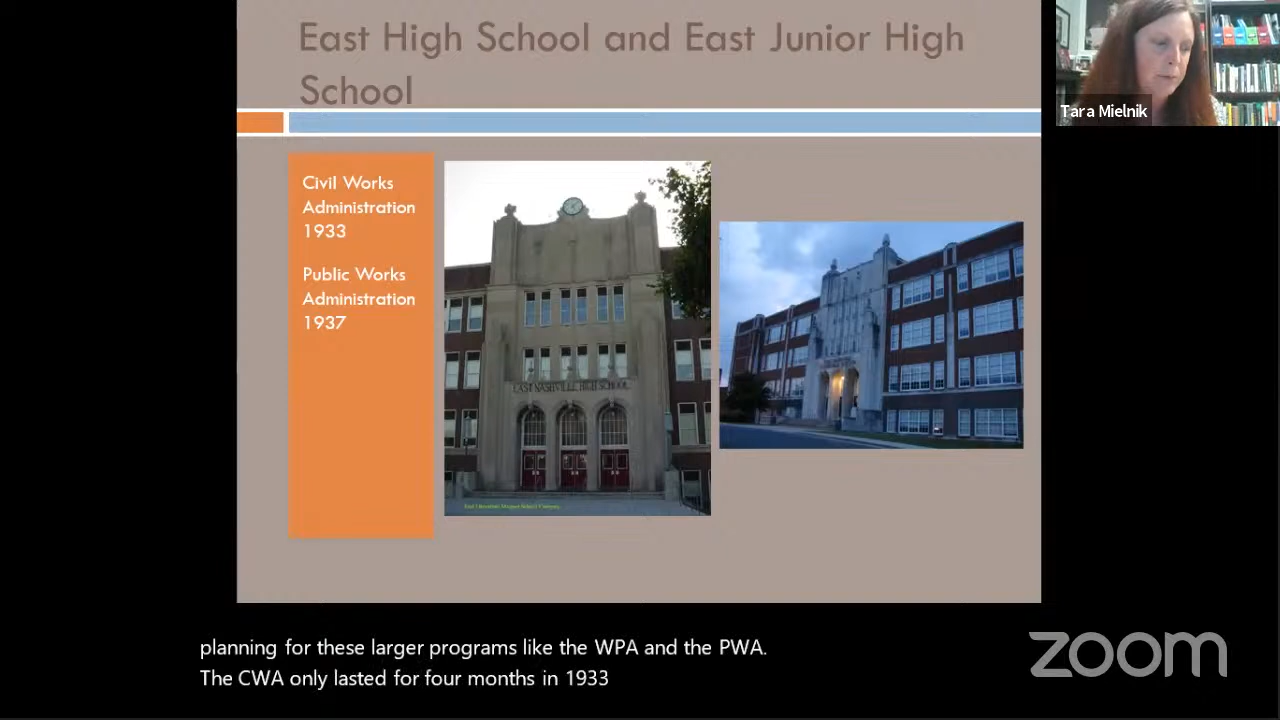 East High School and East Junior High
School
Tara Mielnik
Civil Works
Administration
1933
Public Works
Administration
1937
EAST NASHVILLE HIGH SCHOOL
planning for these larger programs like the WPA and the PWA.
The CWA only lasted for four months in 1933
zoom